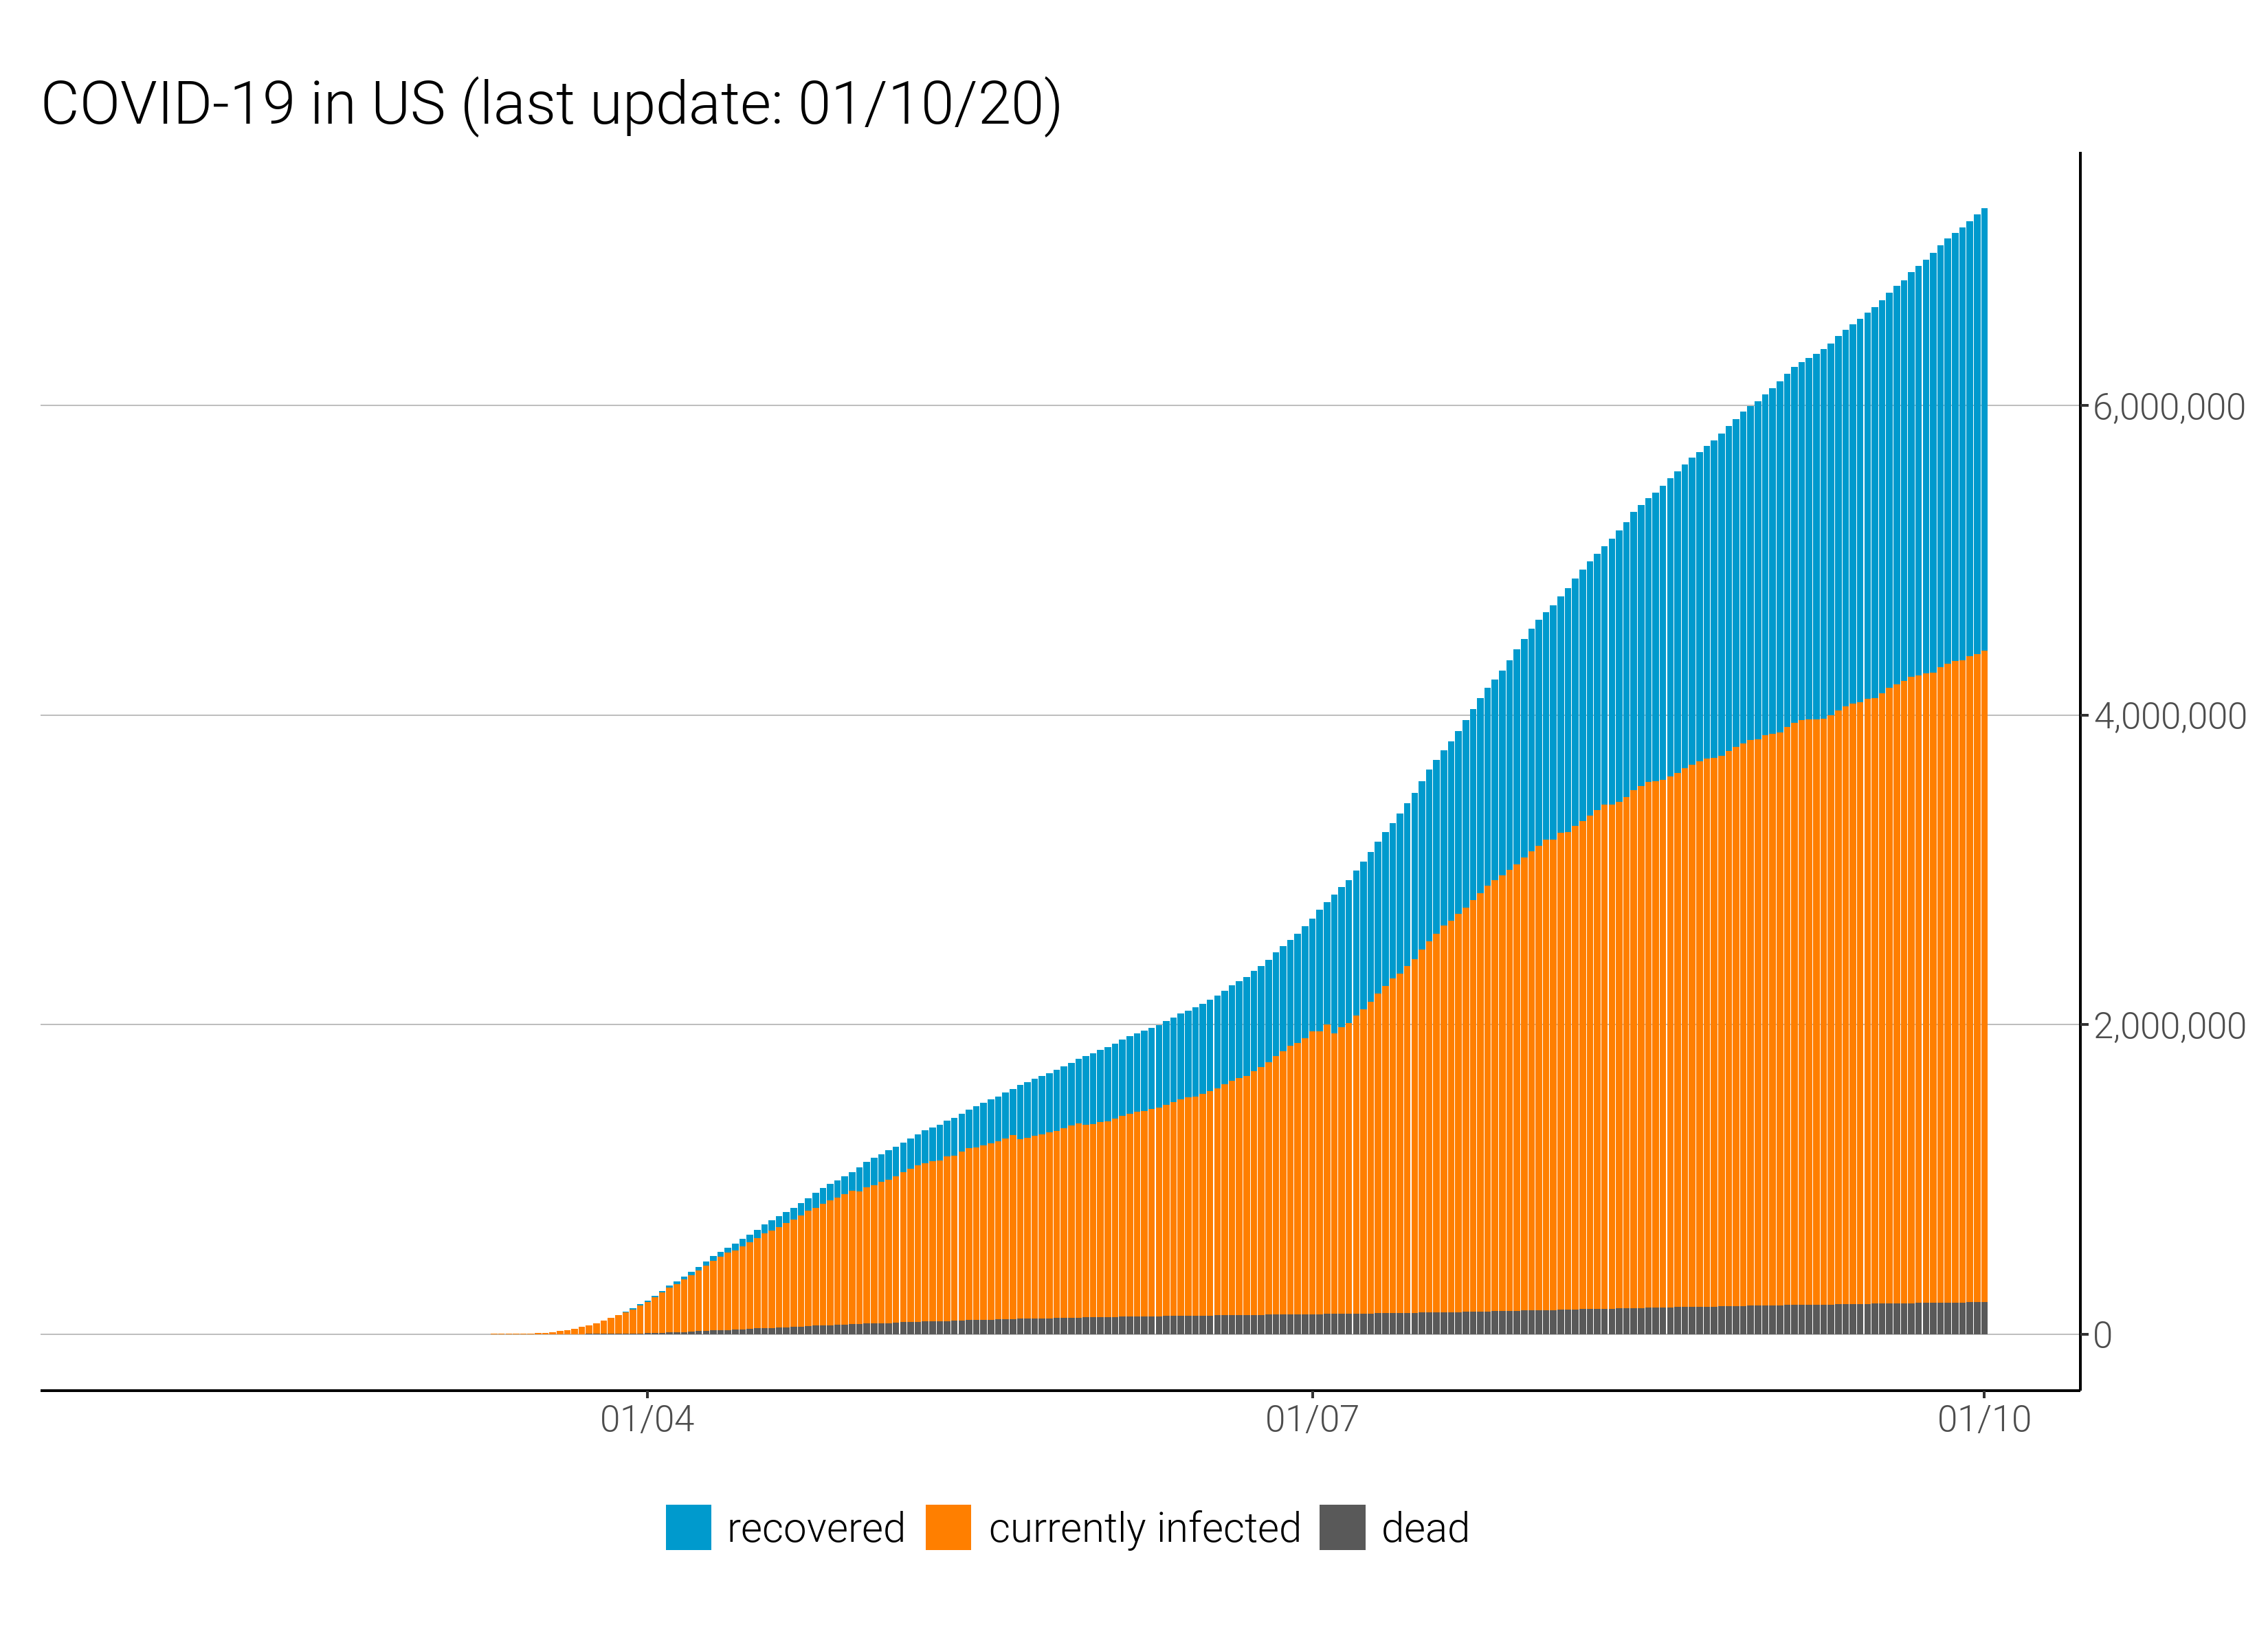 COVID-19 in US (last update: 01/10/20)
6,000,000
4,000,000
2,000,000
0
01/04 01/07 01/10
recovered currently infected dead